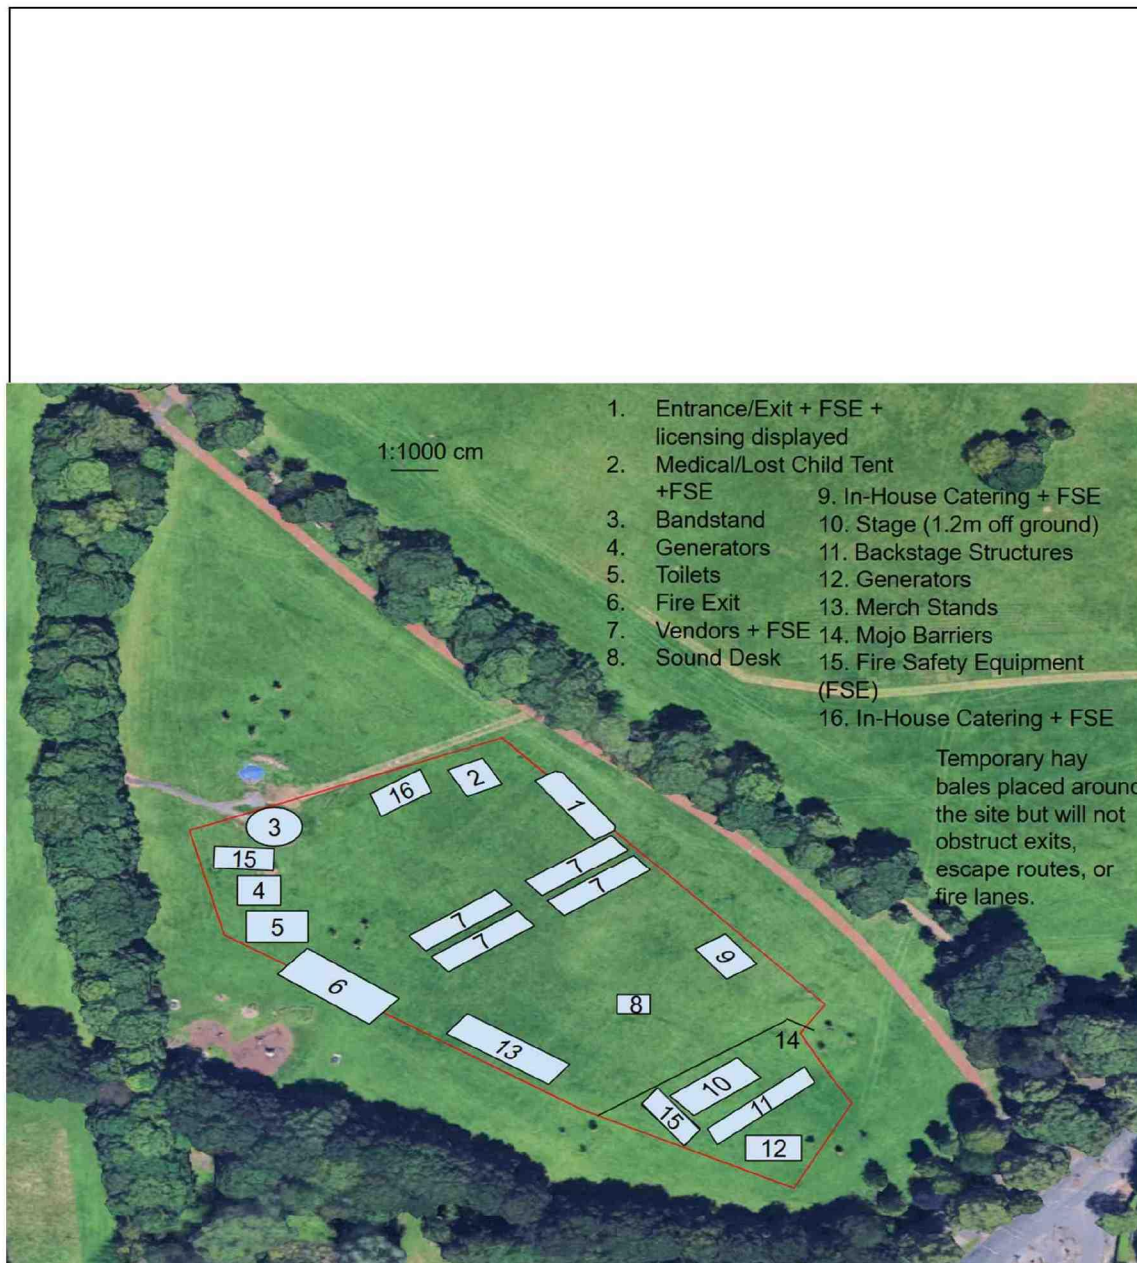 1:1000 cm
1. Entrance/Exit + FSE +
licensing displayed
2. Medical/Lost Child Tent
+FSE
3. Bandstand
4. Generators
5. Toilets
6. Fire Exit
7. Vendors + FSE
8. Sound Desk
9. In-House Catering + FSE
10. Stage (1.2m off ground)
11. Backstage Structures
12. Generators
13. Merch Stands
14. Mojo Barriers
15. Fire Safety Equipment
(FSE)
16. In-House Catering + FSE
Temporary hay
bales placed around
the site but will not
obstruct exits,
escape routes, or
fire lanes.
16
2
1
3
15
4
5
7
7
7
7
6
9
8
13
14
10
11
15
12